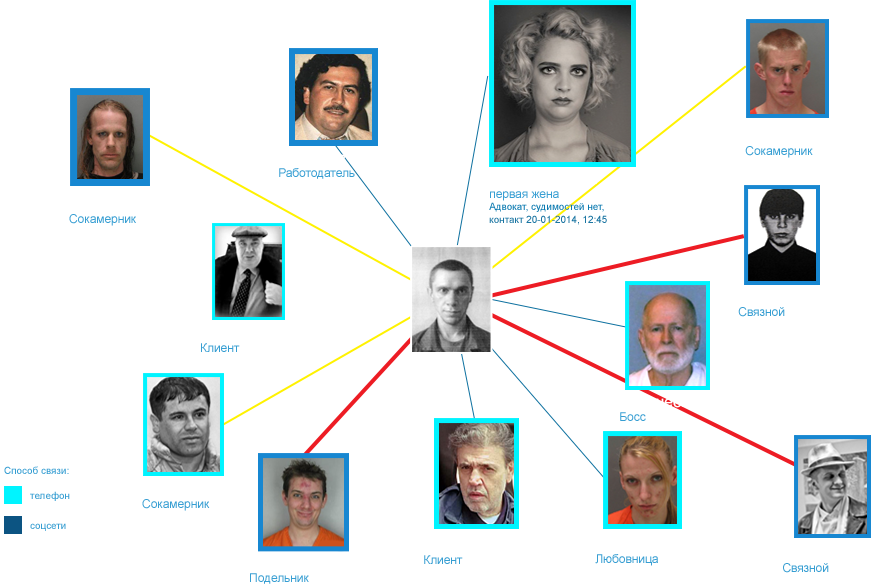 Работодатель
Сокамерник
первая жена
Адвокат, судимостей нет,
контакт 20-01-2014, 12:45
Сокамерник
Клиент
Связной
Босс
Способ связи:
телефон
соцсети
Сокамерник
Подельник
Клиент
Любовница
Связной